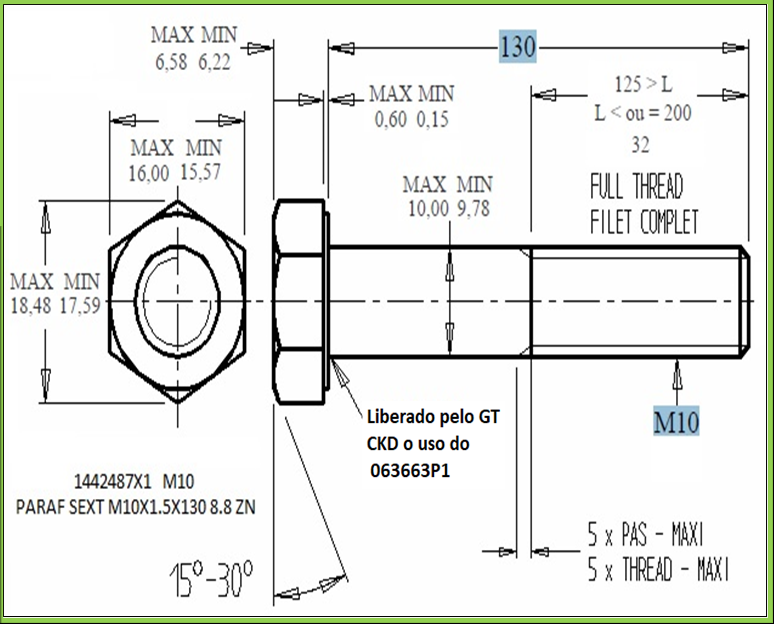 MAX MIN
6,58 6,22
130
125 > L
L < ou = 200
32
MAX MIN
0,60 0,15
MAX MIN
16,00 15,57
MAX MIN
10,00 9,78
FULL THREAD
FILET COMPLET
MAX MIN
18,48 17,59
Liberado pelo GT
CKD o uso do
063663P1
M10
1442487X1 M10
PARAF SEXT M10X1.5X130 8.8 ZN
15°-30°
5 x PAS - MAXI
5 x THREAD - MAXI